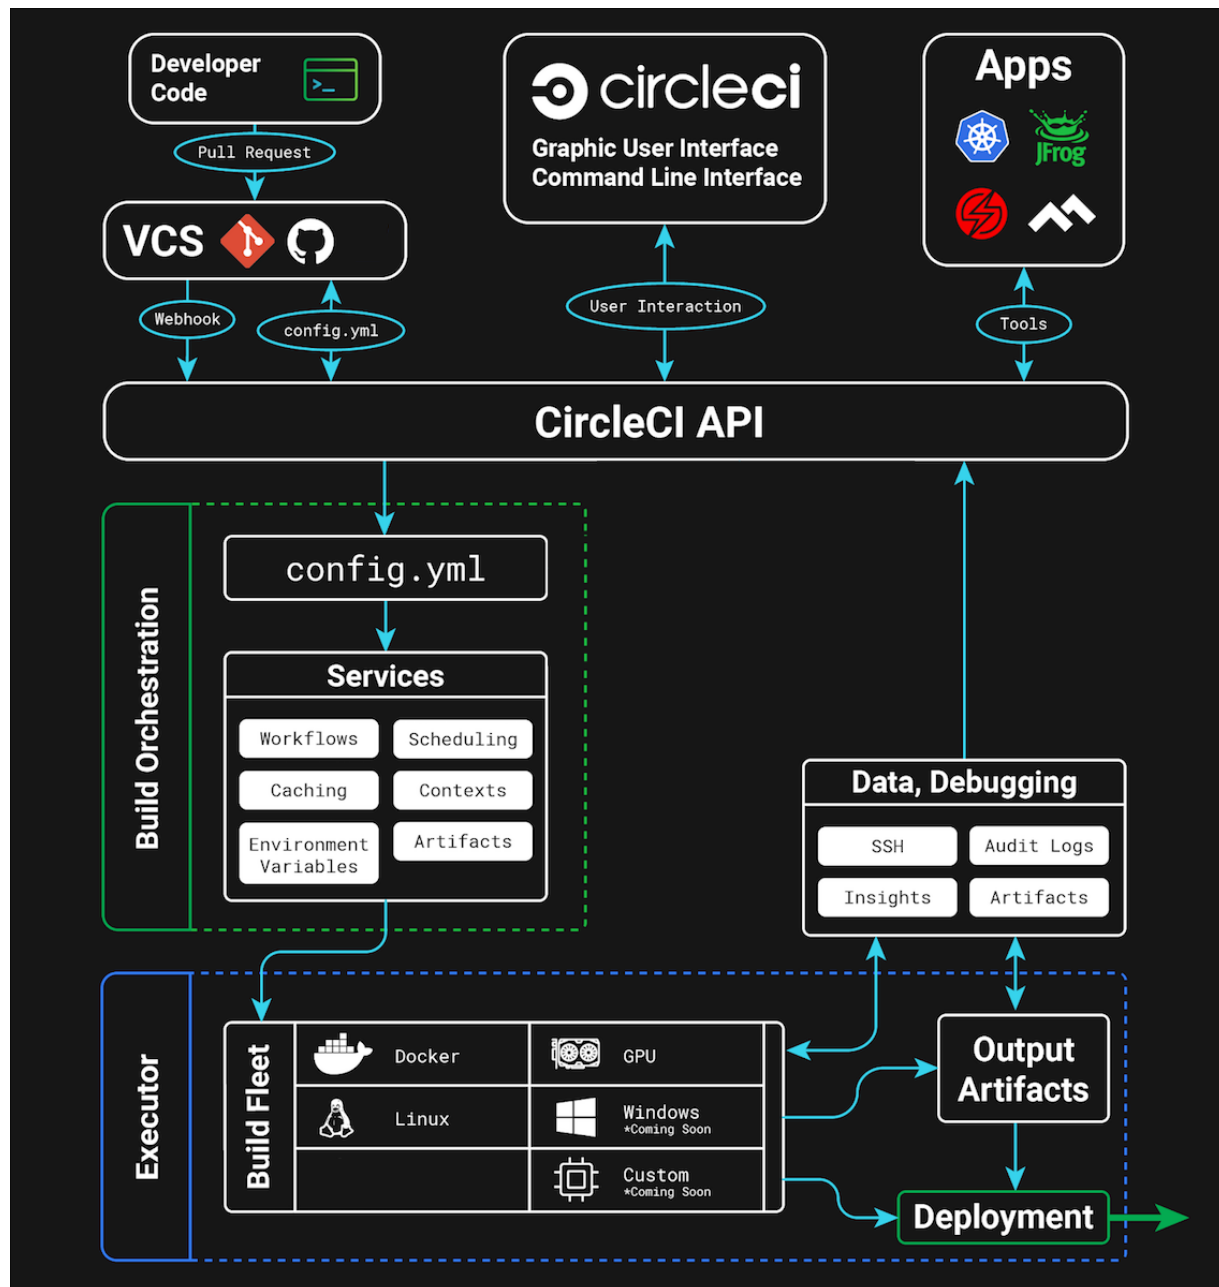 Developer
Code
>_
Pull Request
VCS
Webhook
config.yml
circleci
Graphic User Interface
Command Line Interface
User Interaction
Apps
JFrog
Tools
CircleCI API
Build Orchestration
config.yml
Services
Workflows
Scheduling
Caching
Contexts
Environment
Variables
Artifacts
Data, Debugging
SSH
Audit Logs
Insights
Artifacts
Executor
Build Fleet
Docker
GPU
Linux
Windows
*Coming Soon
Custom
*Coming Soon
Output
Artifacts
Deployment